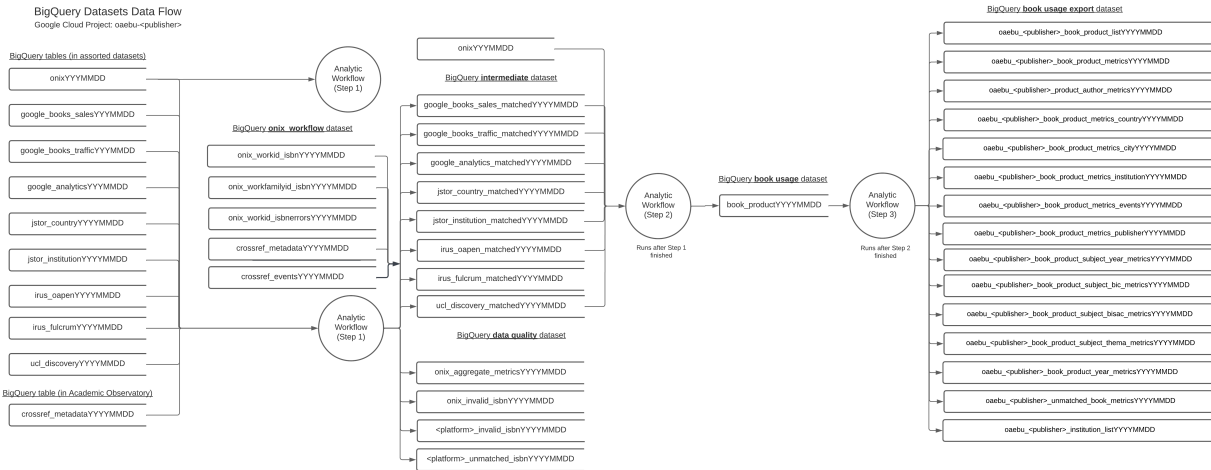 BigQuery Datasets Data Flow
Google Cloud Project: oaebu-<publisher>
BigQuery tables (in assorted datasets)
onixYYYMMDD
google_books_salesYYYYMMDD
google_books_trafficYYYYMMDD
google_analyticsYYYYMMDD
jstor_countryYYYYMMDD
jstor_institutionYYYYMMDD
irus_oapenYYYYMMDD
irus_fulcrumYYYYMMDD
ucl_discoveryYYYYMMDD
BigQuery table (in Academic Observatory)
crossref_metadataYYYYMMDD
Analytic
Workflow
(Step 1)
BigQuery onix_workflow dataset
onix_workid_isbnYYYYMMDD
onix_workfamilyid_isbnYYYYMMDD
onix_workid_isbnerrorsYYYYMMDD
crossref_metadataYYYYMMDD
crossref_eventsYYYYMMDD
Analytic
Workflow
(Step 1)
onixYYYMMDD
BigQuery intermediate dataset
google_books_sales_matchedYYYYMMDD
google_books_traffic_matchedYYYYMMDD
google_analytics_matchedYYYYMMDD
jstor_country_matchedYYYYMMDD
jstor_institution_matchedYYYYMMDD
irus_oapen_matchedYYYYMMDD
irus_fulcrum_matchedYYYYMMDD
ucl_discovery_matchedYYYYMMDD
BigQuery data quality dataset
onix_aggregate_metricsYYYYMMDD
onix_invalid_isbnYYYYMMDD
<platform>_invalid_isbnYYYYMMDD
<platform>_unmatched_isbnYYYYMMDD
Analytic
Workflow
(Step 2)
Runs after Step 1
finished
BigQuery book usage dataset
book_productYYYYMMDD
Analytic
Workflow
(Step 3)
Runs after Step 2
finished
BigQuery book usage export dataset
oaebu_<publisher>_book_product_listYYYYMMDD
oaebu_<publisher>_book_product_metricsYYYYMMDD
oaebu_<publisher>_product_author_metricsYYYYMMDD
oaebu_<publisher>_book_product_metrics_countryYYYYMMDD
oaebu_<publisher>_book_product_metrics_cityYYYYMMDD
oaebu_<publisher>_book_product_metrics_institutionYYYYMMDD
oaebu_<publisher>_book_product_metrics_eventsYYYYMMDD
oaebu_<publisher>_book_product_metrics_publisherYYYYMMDD
oaebu_<publisher>_book_product_subject_year_metricsYYYYMMDD
oaebu_<publisher>_book_product_subject_bic_metricsYYYYMMDD
oaebu_<publisher>_book_product_subject_bisac_metricsYYYYMMDD
oaebu_<publisher>_book_product_subject_thema_metricsYYYYMMDD
oaebu_<publisher>_book_product_year_metricsYYYYMMDD
oaebu_<publisher>_unmatched_book_metricsYYYYMMDD
oaebu_<publisher>_institution_listYYYYMMDD